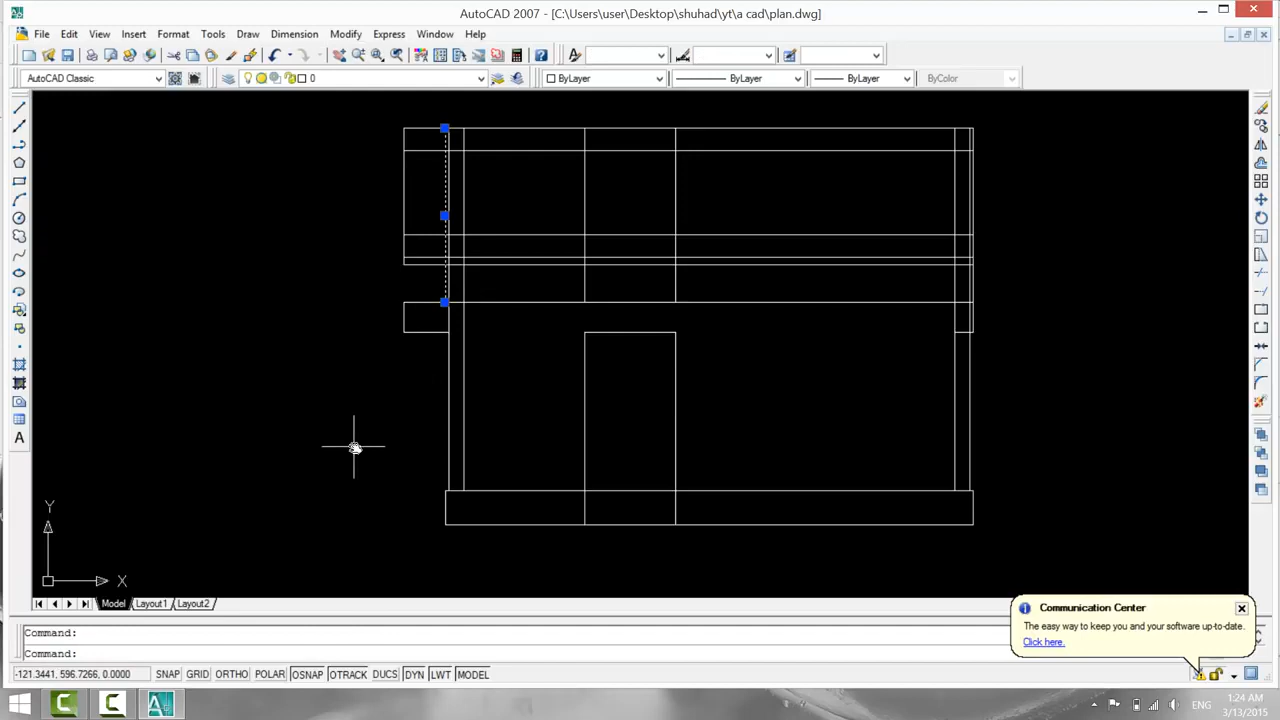 AutoCAD 2007 - [C:\Users\user\Desktop\shuhad\yt\a cad\plan.dwg]
File Edit View Insert Format Tools Draw Dimension Modify Express Window Help
AutoCAD Classic 0 ByLayer ByLayer ByLayer ByColor
Y
X
Model Layout1 Layout2
Communication Center
The easy way to keep you and your software up-to-date.
Click here.
Command:
Command:
-121.3441, 596.7266, 0.0000 SNAP GRID ORTHO POLAR OSNAP OTRACK DUCS DYN LWT MODEL
ENG
1:24 AM
3/13/2015